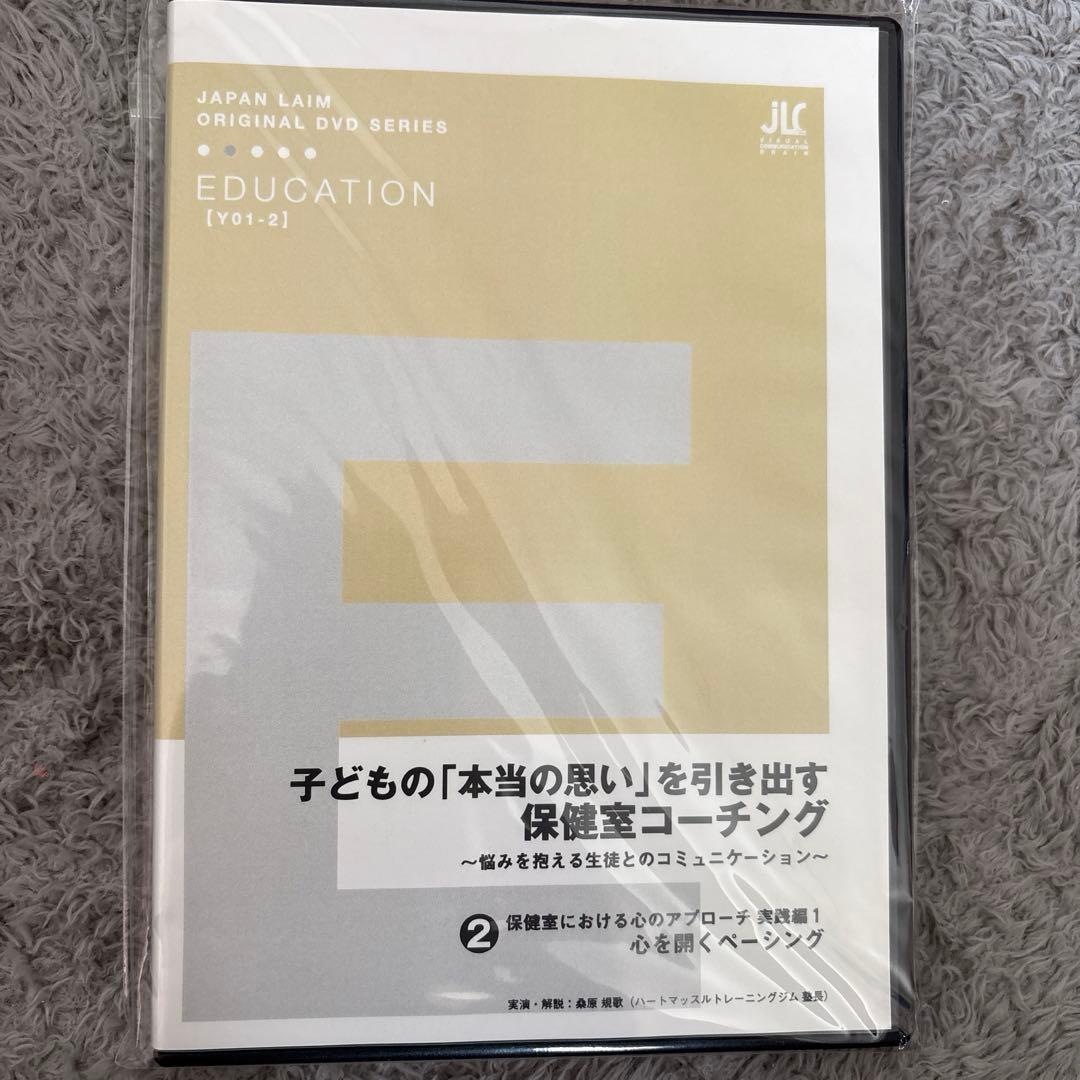 JAPAN LAIM
ORIGINAL DVD SERIES
JLC
VISUAL
COMMUNICATION
BRAIN
EDUCATION
【Y01-2】
E
子どもの「本当の思い」を引き出す
保健室コーチング
～悩みを抱える生徒とのコミュニケーション～
❷ 保健室における心のアプローチ 実践編1
心を開くペーシング
実演・解説：桑原 規歌（ハートマッスルトレーニングジム 塾長）